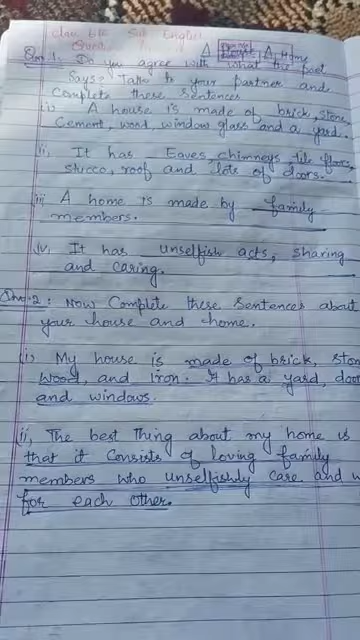 Class 6th Sub English
A House, A Home
Que 1: Do you agree with what the poet
says? Talk to your partner and
Complete these sentences
(i) A house is made of brick, stone,
Cement, wood, window glass and a yard.
(ii) It has Eaves, chimneys, tile floors,
stucco, roof and lots of doors.
(iii) A home is made by family
members.
(iv) It has unselfish acts, sharing
and caring.
Que-2: Now Complete these Sentences about
your house and home.
(i) My house is made of brick, ston
wood, and iron. It has a yard, door
and windows.
(ii) The best thing about my home is
that it consists of loving family
members who unselfishly care and w
for each other.